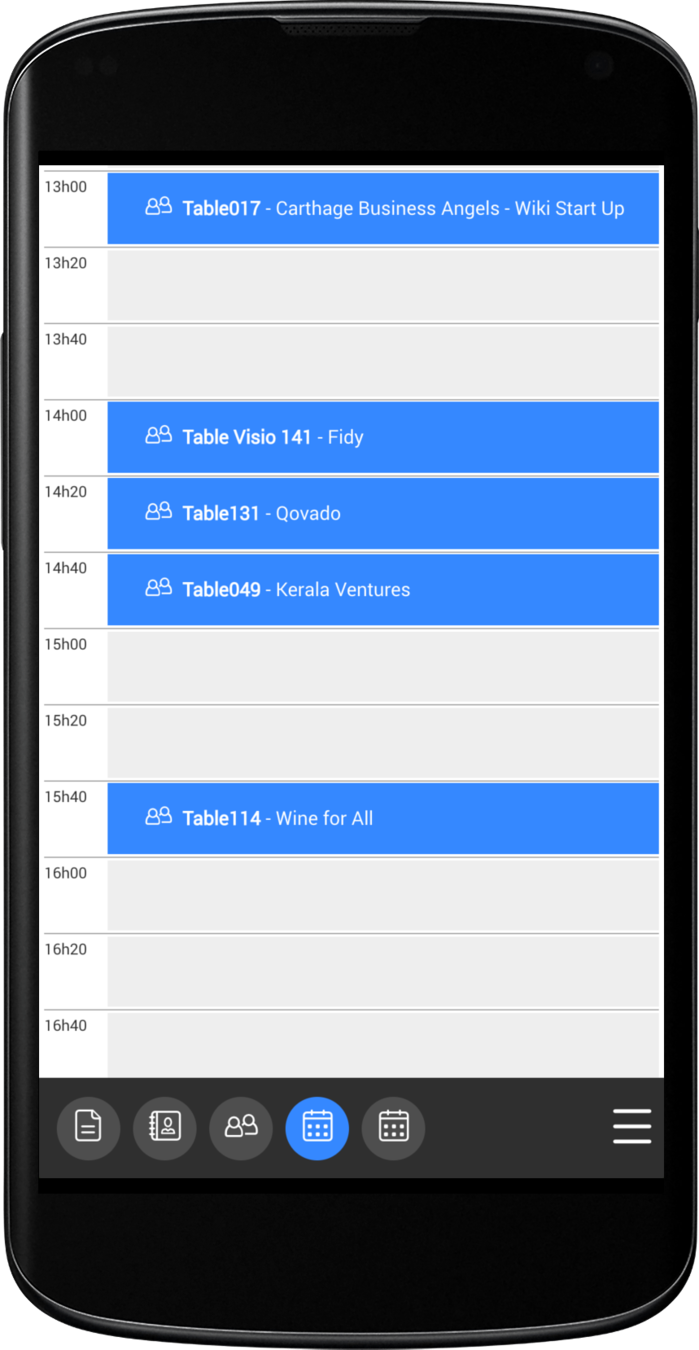 13h00
Table017 - Carthage Business Angels - Wiki Start Up
13h20
13h40
14h00
Table Visio 141 - Fidy
14h20
Table131 - Qovado
14h40
Table049 - Kerala Ventures
15h00
15h20
15h40
Table114 - Wine for All
16h00
16h20
16h40